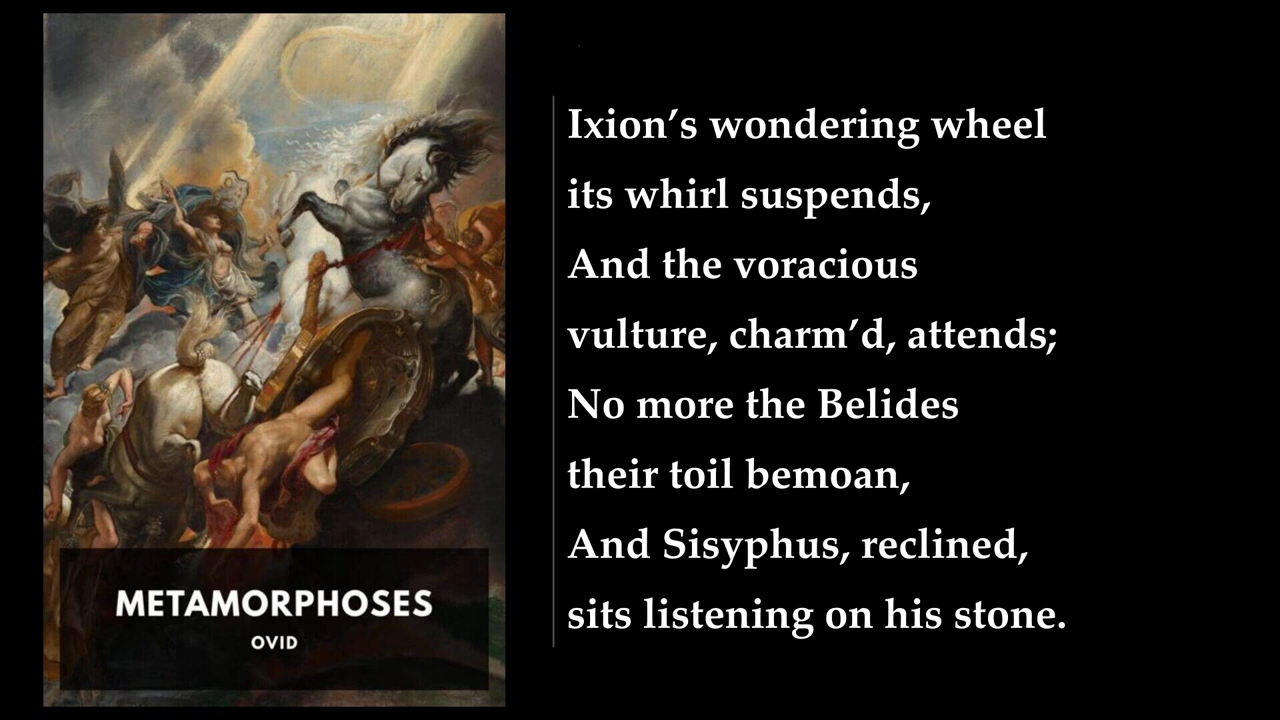 METAMORPHOSES
OVID
Ixion’s wondering wheel
its whirl suspends,
And the voracious
vulture, charm’d, attends;
No more the Belides
their toil bemoan,
And Sisyphus, reclined,
sits listening on his stone.